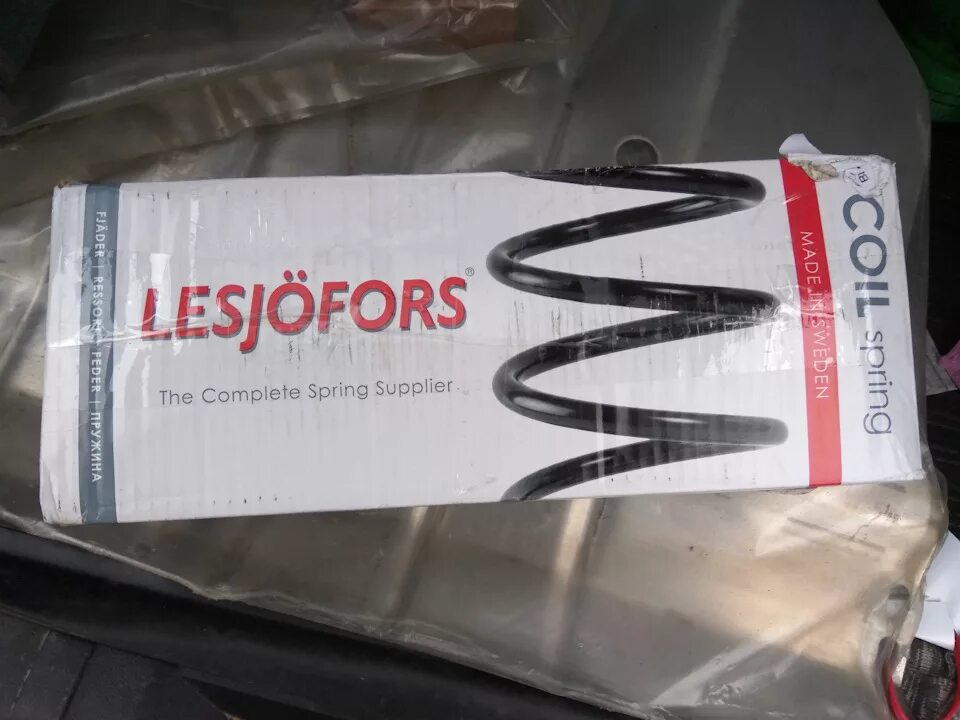 FJÄDER | RESSORT | FEDER | ПРУЖИНА
LESJÖFORS®
The Complete Spring Supplier
MADE IN SWEDEN
COIL spring